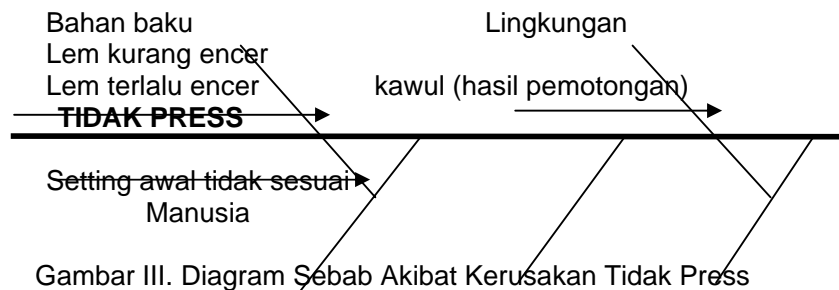 Bahan baku Lingkungan
Lem kurang encer
Lem terlalu encer kawul (hasil pemotongan)
TIDAK PRESS
Setting awal tidak sesuai
Manusia
Gambar III. Diagram Sebab Akibat Kerusakan Tidak Press